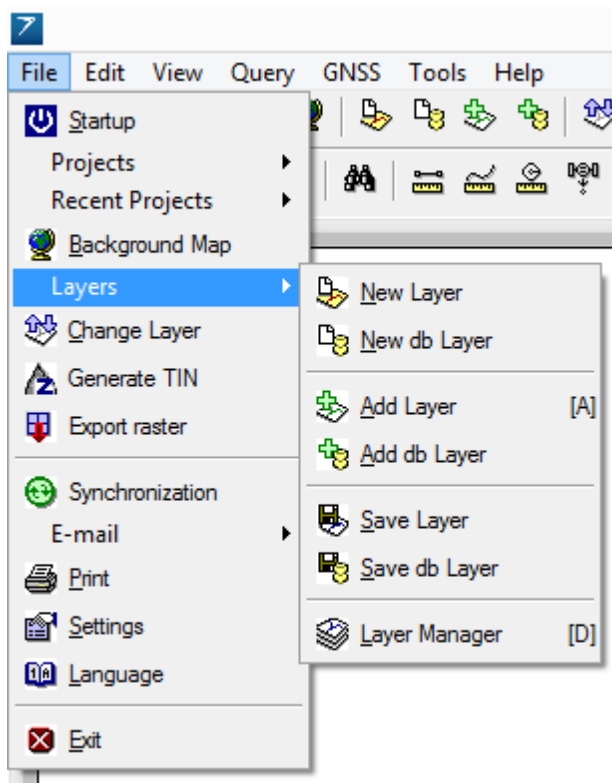 File Edit View Query GNSS Tools Help
Startup
Projects
Recent Projects
Background Map
Layers
Change Layer
Generate TIN
Export raster
Synchronization
E-mail
Print
Settings
Language
Exit
New Layer
New db Layer
Add Layer [A]
Add db Layer
Save Layer
Save db Layer
Layer Manager [D]